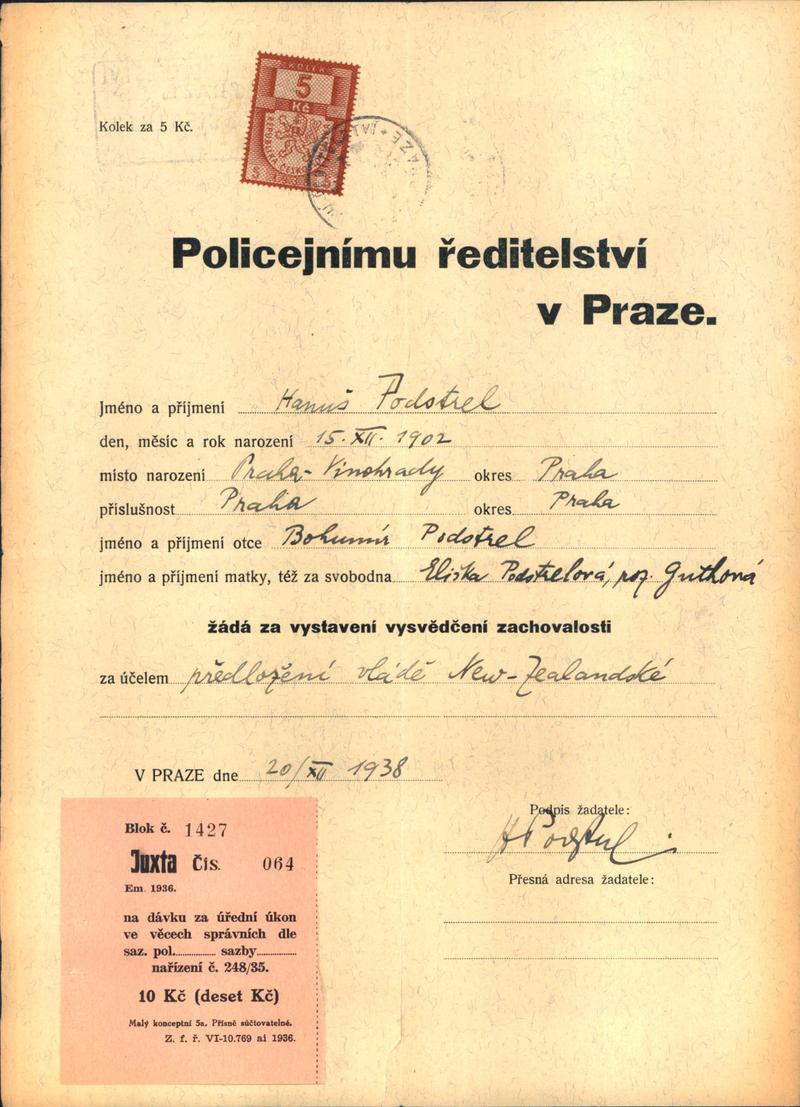 KOLEK
5
Kč
Kolek za 5 Kč.
Policejnímu ředitelství
v Praze.
Jméno a příjmení Hanuš Podstrel
den, měsíc a rok narození 15. XII. 1902
místo narození Praha-Vinohrady okres Praha
příslušnost Praha okres Praha
jméno a příjmení otce Bohumír Podstrel
jméno a příjmení matky, též za svobodna Eliška Podstrelová, roz. Guthová
žádá za vystavení vysvědčení zachovalosti
za účelem předložení vládě New-Zealandské
V PRAZE dne 20/XII 1938
Podpis žadatele:
Přesná adresa žadatele:
Blok č. 1427
Juxta čís. 064
Em. 1936.
na dávku za úřední úkon
ve věcech správních dle
saz. pol. sazby
nařízení č. 248/35.
10 Kč (deset Kč)
Malý konceptní 5a. Přísně súčtovatelné.
Z. f. ř. VI-10.769 ai 1936.